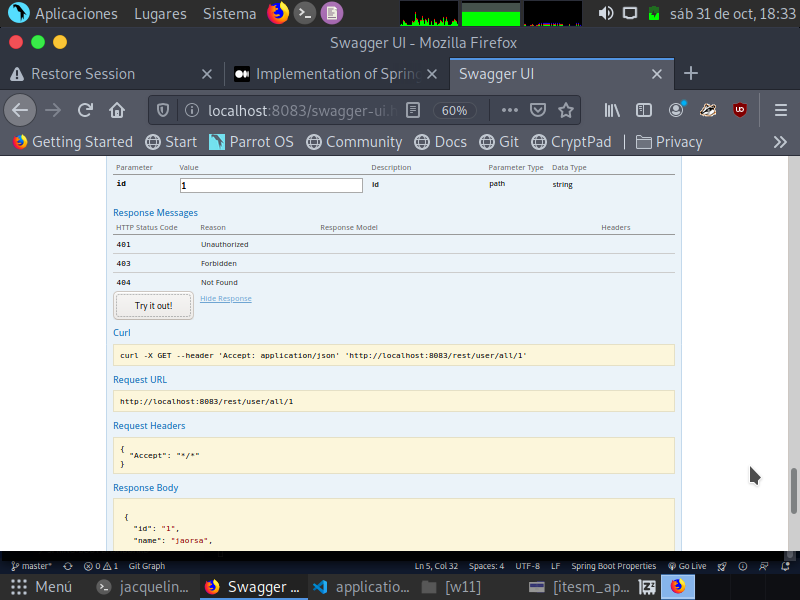 Aplicaciones Lugares Sistema sáb 31 de oct, 18:33
Swagger UI - Mozilla Firefox
Restore Session Implementation of Spring Swagger UI
localhost:8083/swagger-ui.h 60%
Getting Started Start Parrot OS Community Docs Git CryptPad Privacy
Parameter Value Description Parameter Type Data Type
id 1 id path string
Response Messages
HTTP Status Code Reason Response Model Headers
401 Unauthorized
403 Forbidden
404 Not Found
Try it out! Hide Response
Curl
curl -X GET --header 'Accept: application/json' 'http://localhost:8083/rest/user/all/1'
Request URL
http://localhost:8083/rest/user/all/1
Request Headers
{
"Accept": "*/*"
}
Response Body
{
"id": "1",
"name": "jaorsa",
master* 0 1 Git Graph Ln 5, Col 32 Spaces: 4 UTF-8 LF Spring Boot Properties Go Live
Menú jacquelin... Swagger ... applicatio... [w11] [itesm_ap...